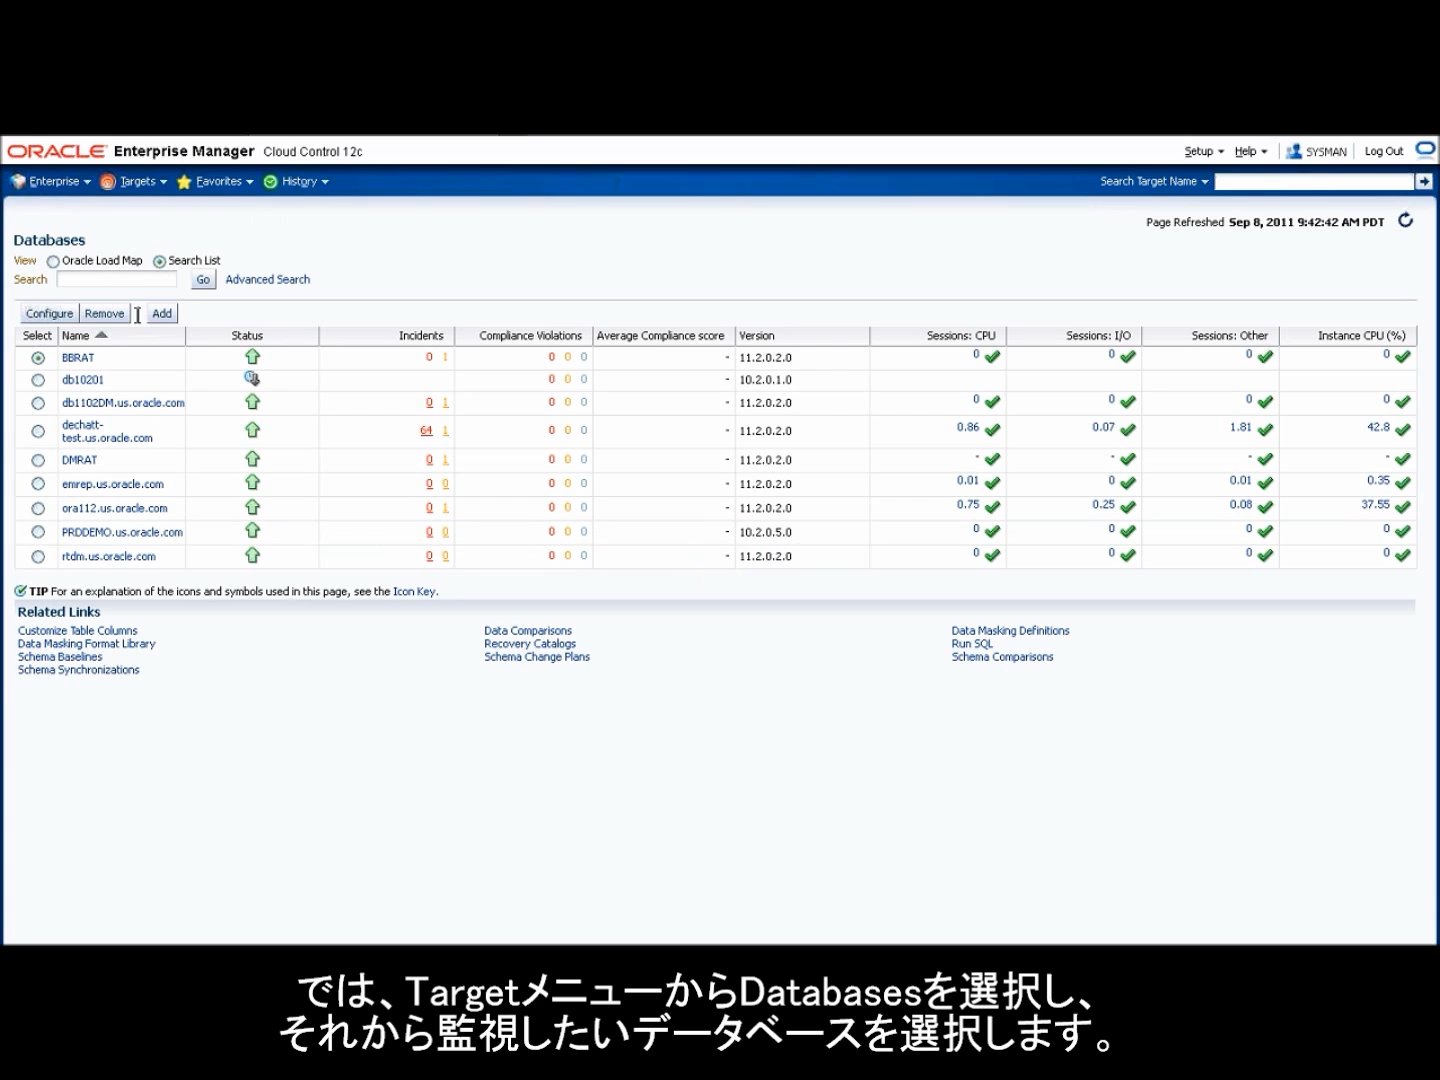 ORACLE Enterprise Manager Cloud Control 12c
Setup Help SYSMAN Log Out
Enterprise Targets Favorites History Search Target Name
Page Refreshed Sep 8, 2011 9:42:42 AM PDT
Databases
View Oracle Load Map Search List
Search Go Advanced Search
Configure Remove Add
Select Name Status Incidents Compliance Violations Average Compliance score Version Sessions: CPU Sessions: I/O Sessions: Other Instance CPU (%)
BBRAT 0 1 0 0 0 - 11.2.0.2.0 0 0 0 0
db10201 0 0 0 - 10.2.0.1.0
db1102DM.us.oracle.com 0 1 0 0 0 - 11.2.0.2.0 0 0 0 0
dechatt-
test.us.oracle.com 64 1 0 0 0 - 11.2.0.2.0 0.86 0.07 1.81 42.8
DMRAT 0 1 0 0 0 - 11.2.0.2.0 - - - -
emrep.us.oracle.com 0 0 0 0 0 - 11.2.0.2.0 0.01 0 0.01 0.35
ora112.us.oracle.com 0 1 0 0 0 - 11.2.0.2.0 0.75 0.25 0.08 37.55
PRDDEMO.us.oracle.com 0 0 0 0 0 - 10.2.0.5.0 0 0 0 0
rtdm.us.oracle.com 0 0 0 0 0 - 11.2.0.2.0 0 0 0 0
TIP For an explanation of the icons and symbols used in this page, see the Icon Key.
Related Links
Customize Table Columns Data Comparisons Data Masking Definitions
Data Masking Format Library Recovery Catalogs Run SQL
Schema Baselines Schema Change Plans Schema Comparisons
Schema Synchronizations
では、TargetメニューからDatabasesを選択し、
それから監視したいデータベースを選択します。